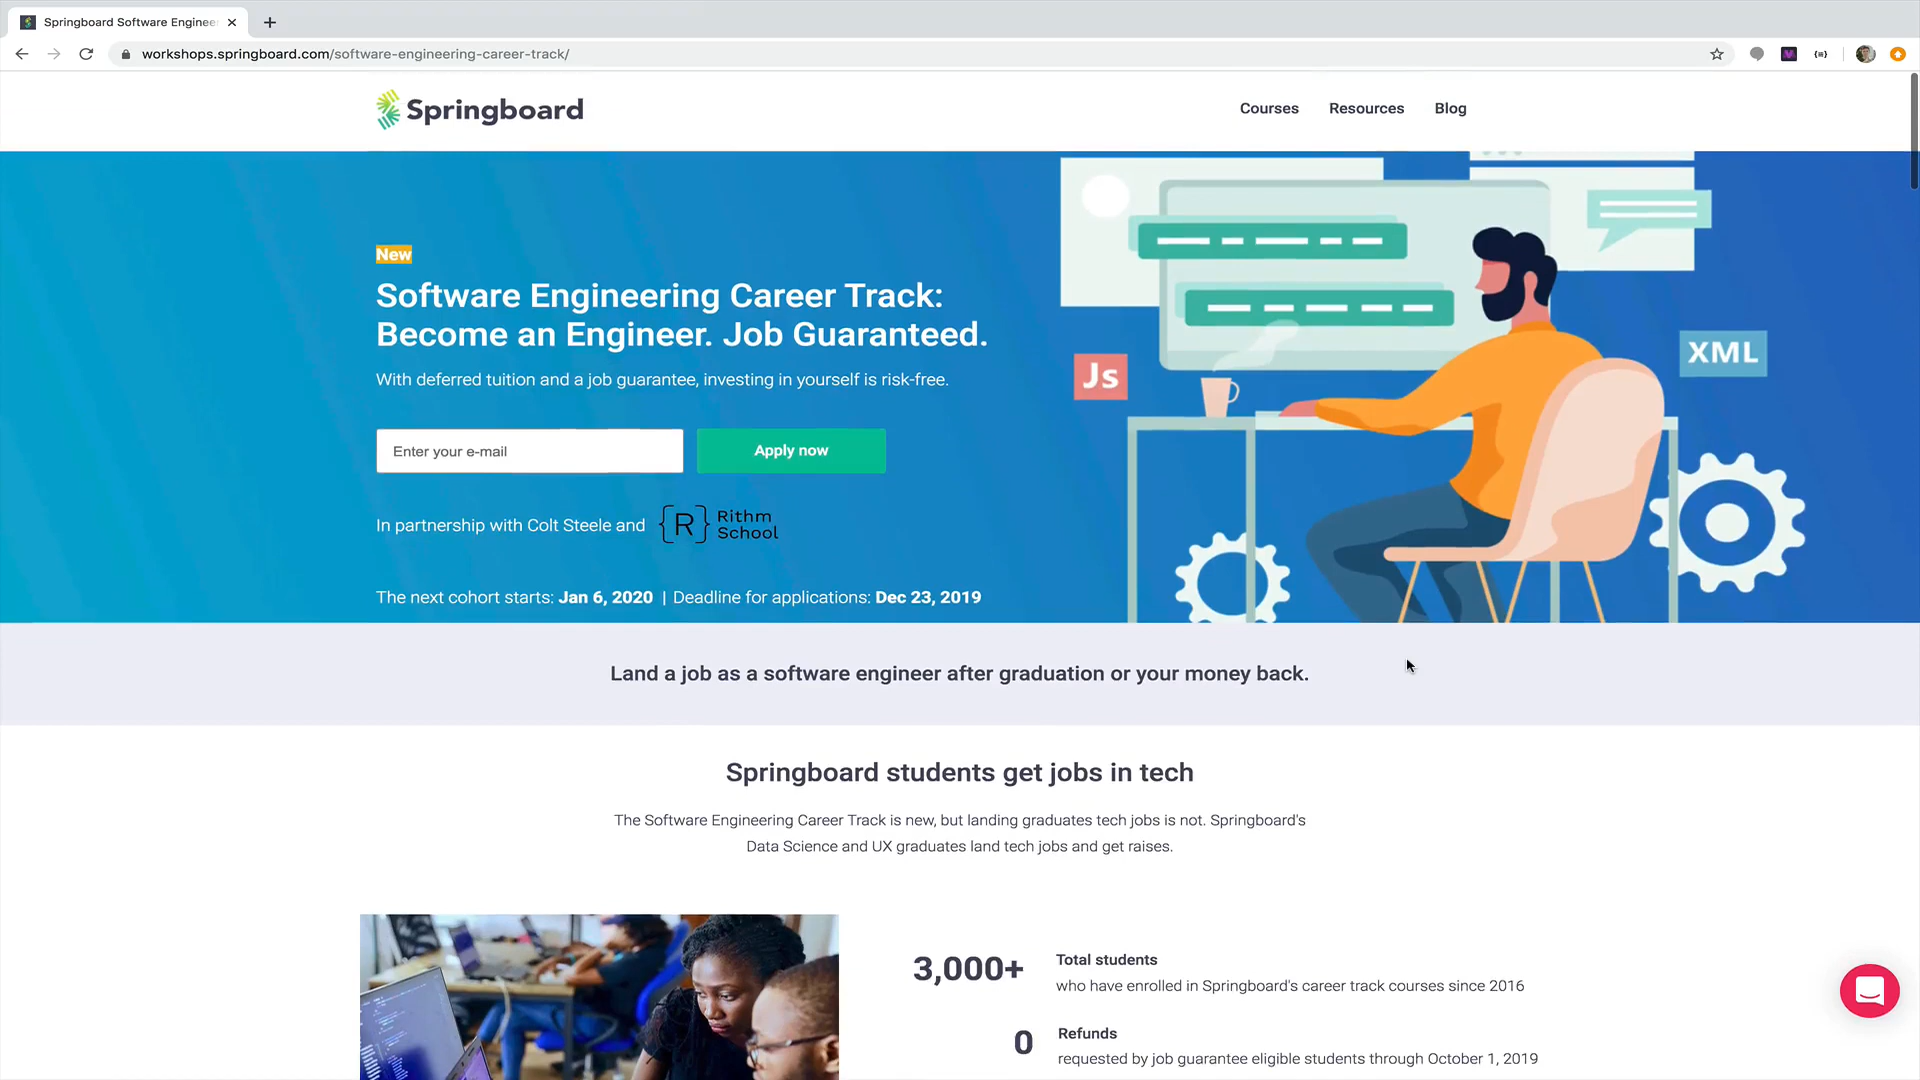 Springboard Software Enginee
workshops.springboard.com/software-engineering-career-track/
Springboard
Courses
Resources
Blog
New
Software Engineering Career Track:
Become an Engineer. Job Guaranteed.
With deferred tuition and a job guarantee, investing in yourself is risk-free.
Enter your e-mail
Apply now
In partnership with Colt Steele and
{R} Rithm
School
The next cohort starts: Jan 6, 2020 | Deadline for applications: Dec 23, 2019
Js
XML
Land a job as a software engineer after graduation or your money back.
Springboard students get jobs in tech
The Software Engineering Career Track is new, but landing graduates tech jobs is not. Springboard's
Data Science and UX graduates land tech jobs and get raises.
3,000+
Total students
who have enrolled in Springboard's career track courses since 2016
0
Refunds
requested by job guarantee eligible students through October 1, 2019